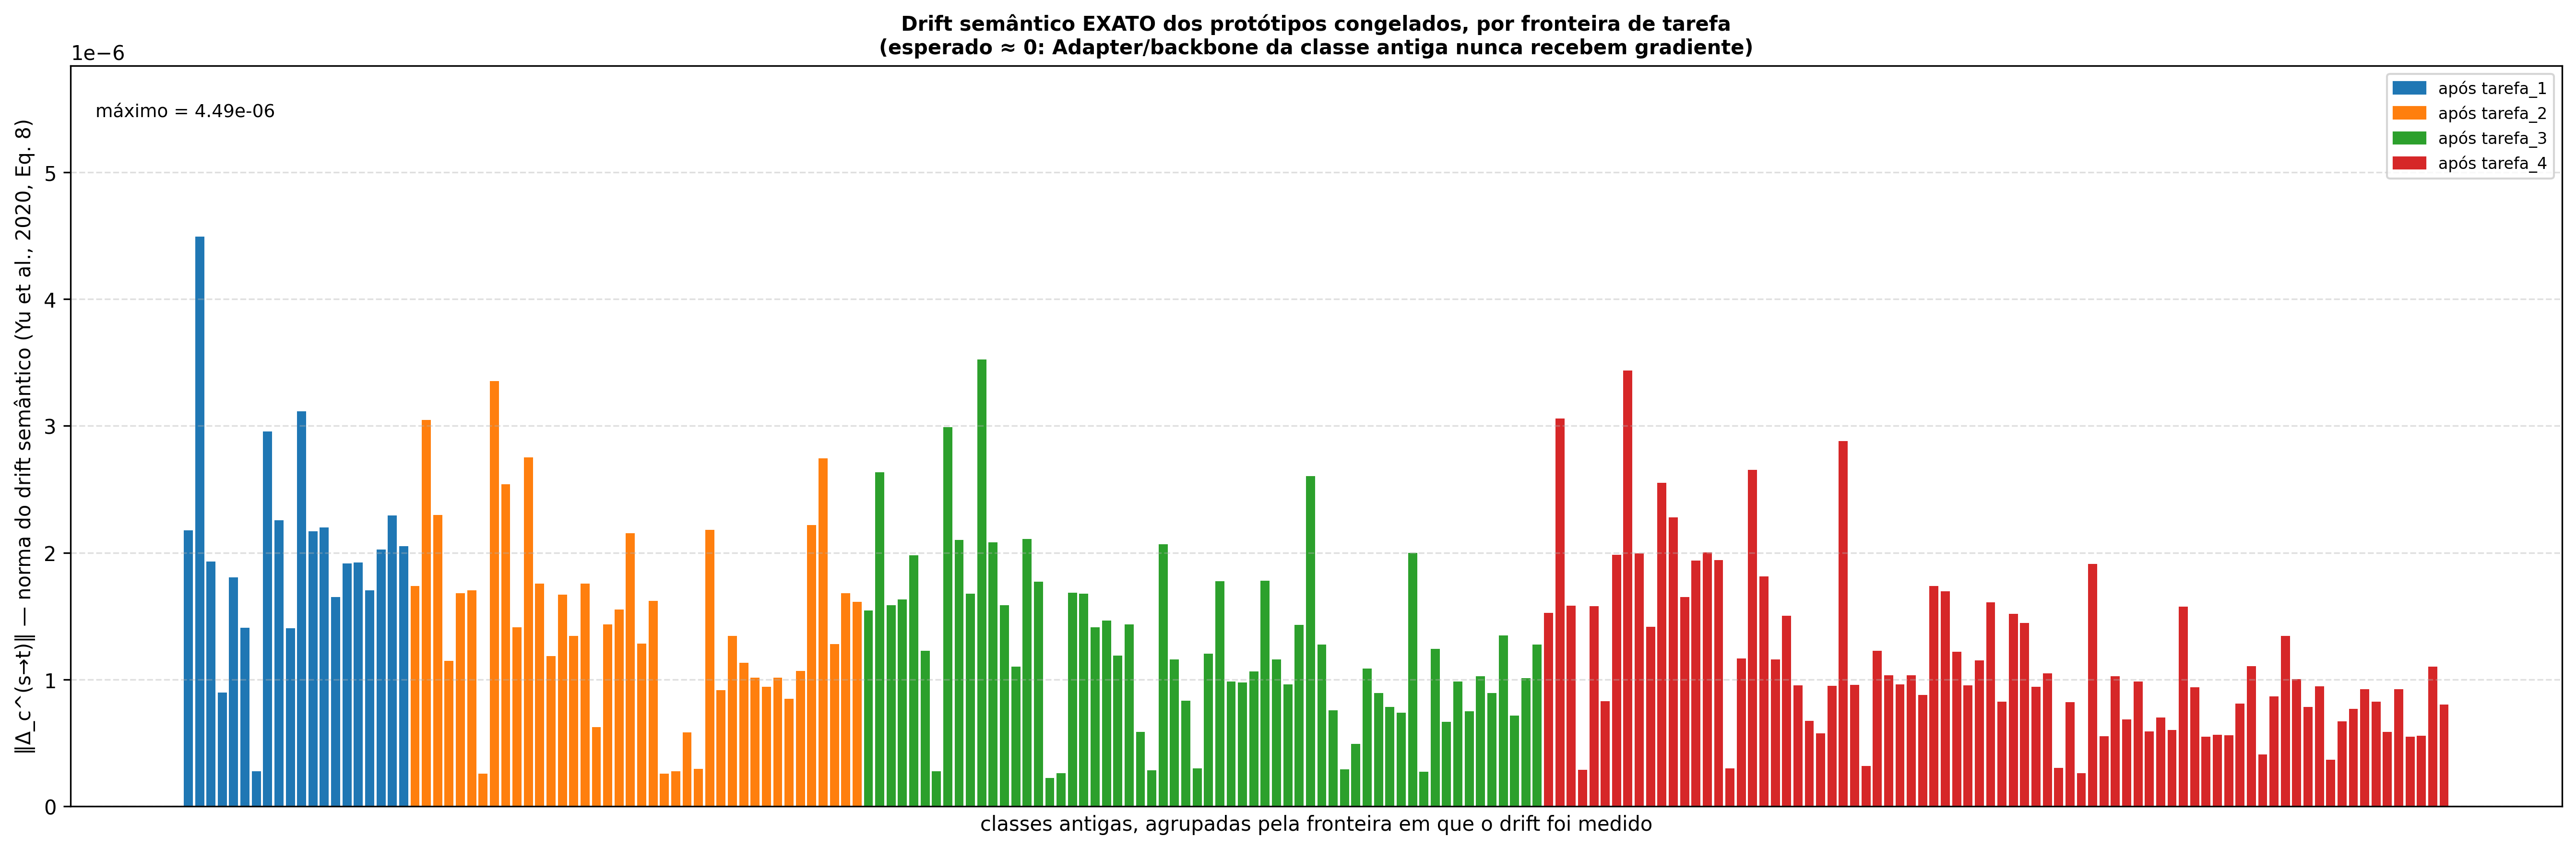 Drift semântico EXATO dos protótipos congelados, por fronteira de tarefa
(esperado ≈ 0: Adapter/backbone da classe antiga nunca recebem gradiente)
1e−6
máximo = 4.49e-06
após tarefa_1
após tarefa_2
após tarefa_3
após tarefa_4
‖Δ_c^(s→t)‖ — norma do drift semântico (Yu et al., 2020, Eq. 8)
5
4
3
2
1
0
classes antigas, agrupadas pela fronteira em que o drift foi medido